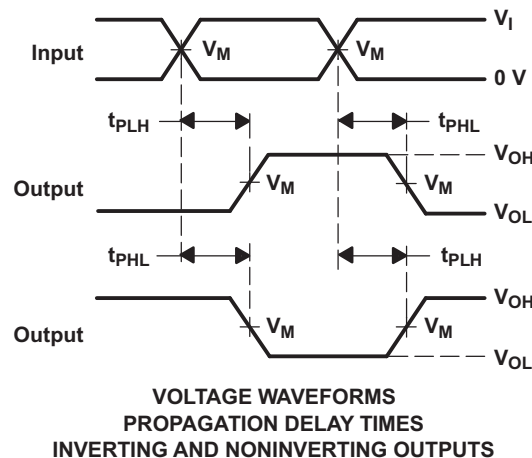 V_I
Input V_M V_M
0 V
t_PLH t_PHL
V_OH
Output V_M V_M
V_OL
t_PHL t_PLH
V_OH
Output V_M V_M
V_OL
VOLTAGE WAVEFORMS
PROPAGATION DELAY TIMES
INVERTING AND NONINVERTING OUTPUTS